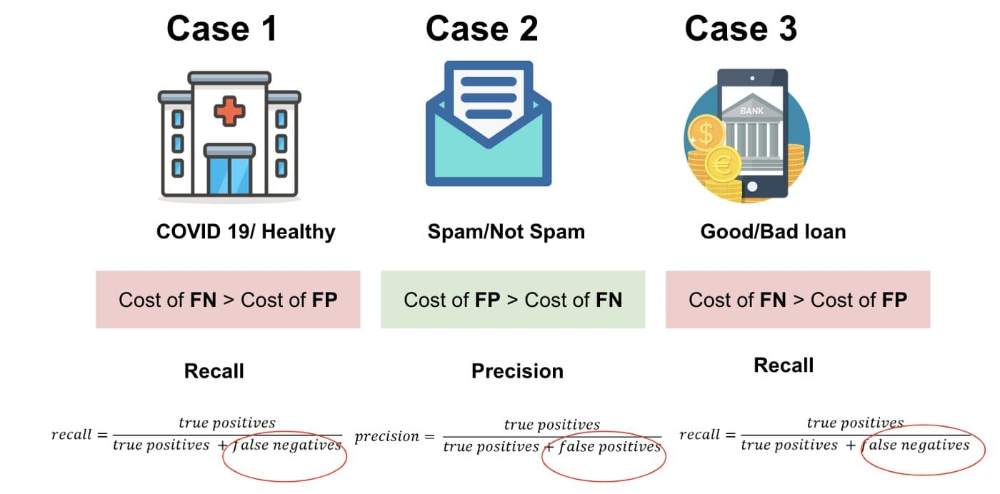 Case 1
Case 2
Case 3
BANK
$
€
COVID 19/ Healthy
Spam/Not Spam
Good/Bad loan
Cost of FN > Cost of FP
Cost of FP > Cost of FN
Cost of FN > Cost of FP
Recall
Precision
Recall
recall = true positives / true positives + false negatives
precision = true positives / true positives + false positives
recall = true positives / true positives + false negatives